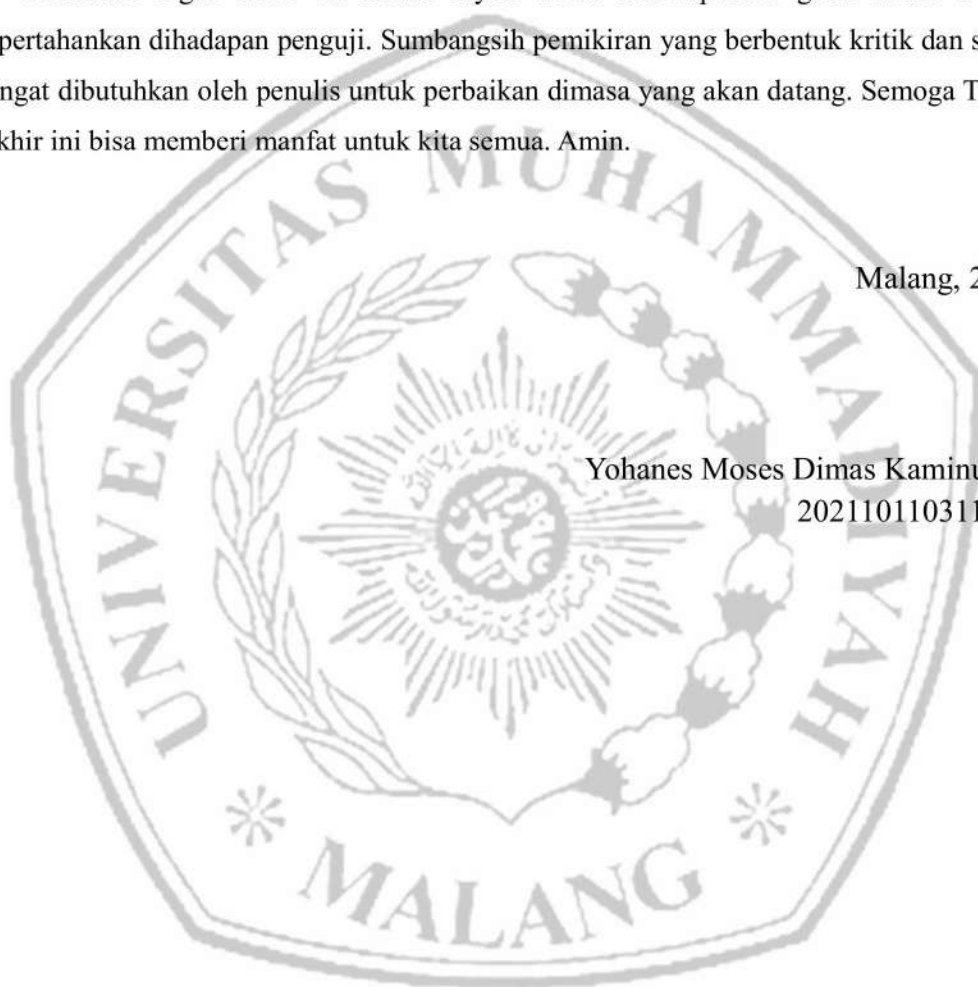 pertahankan dihadapan penguji. Sumbangsih pemikiran yang berbentuk kritik dan s
ngat dibutuhkan oleh penulis untuk perbaikan dimasa yang akan datang. Semoga T
khir ini bisa memberi manfat untuk kita semua. Amin.
UNIVERSITAS MUHAMMADIYAH
Malang, 2
Yohanes Moses Dimas Kaminu
202110110311
MALANG